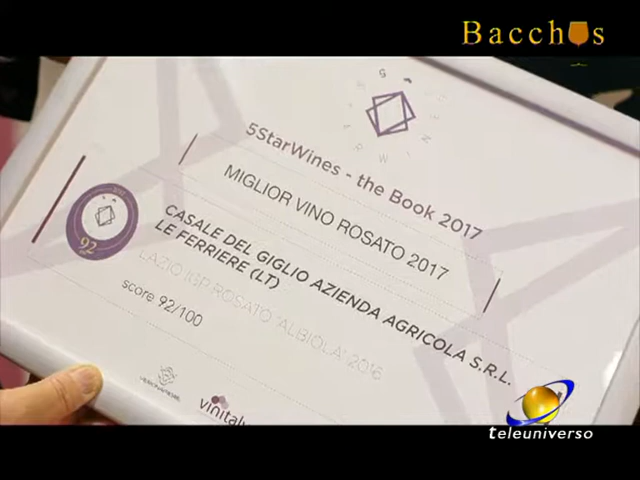 Bacchus
5StarWines - the Book 2017
MIGLIOR VINO ROSATO 2017
CASALE DEL GIGLIO AZIENDA AGRICOLA S.R.L.
LE FERRIERE (LT)
LAZIO IGP ROSATO "ALBIOLA" 2016
score 92/100
92
VERONAFIERE
vinitaly
teleuniverso